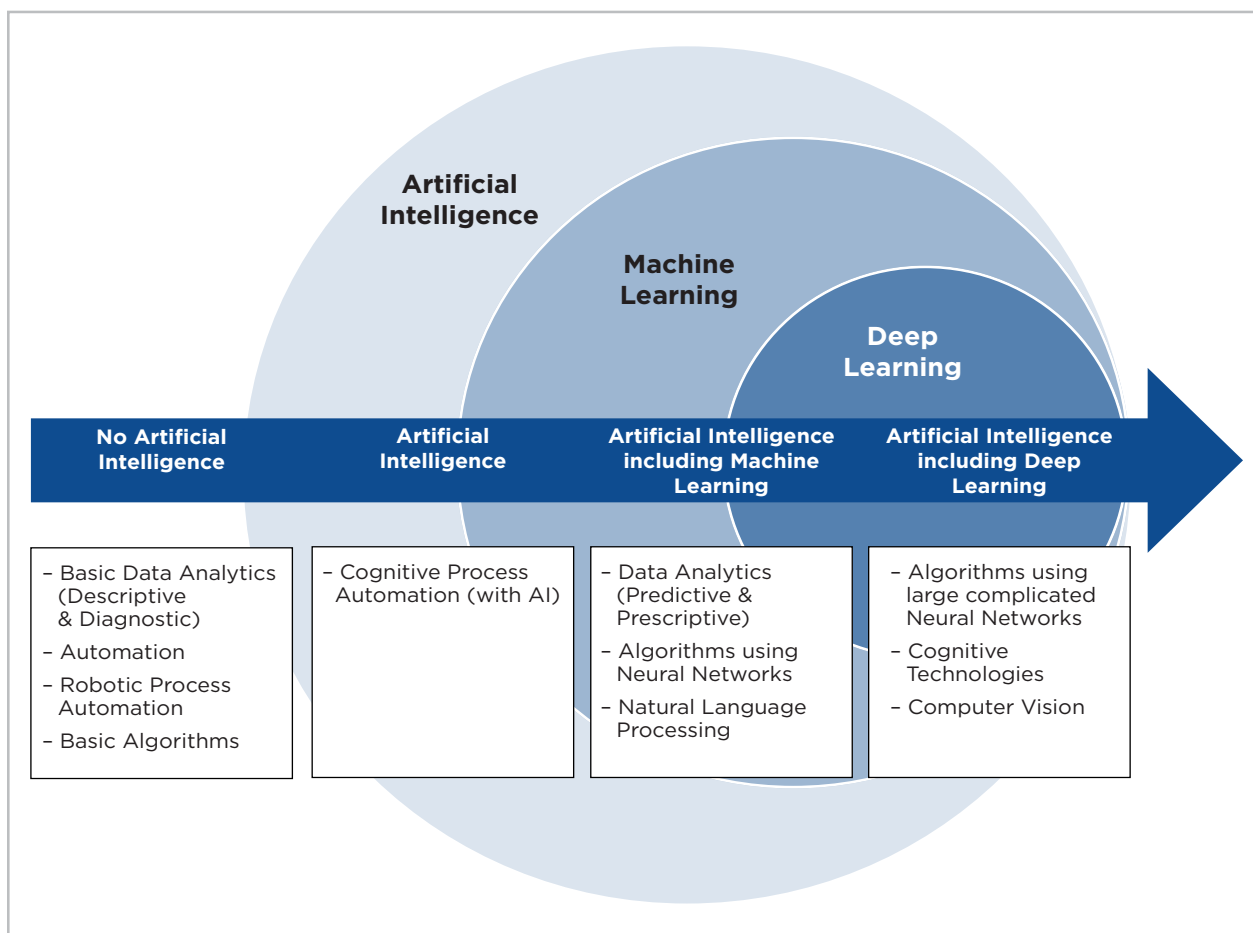 Artificial
Intelligence
Machine
Learning
Deep
Learning
No Artificial
Intelligence
Artificial
Intelligence
Artificial Intelligence
including Machine
Learning
Artificial Intelligence
including Deep
Learning
– Basic Data Analytics
(Descriptive
& Diagnostic)
– Automation
– Robotic Process
Automation
– Basic Algorithms
– Cognitive Process
Automation (with AI)
– Data Analytics
(Predictive &
Prescriptive)
– Algorithms using
Neural Networks
– Natural Language
Processing
– Algorithms using
large complicated
Neural Networks
– Cognitive
Technologies
– Computer Vision